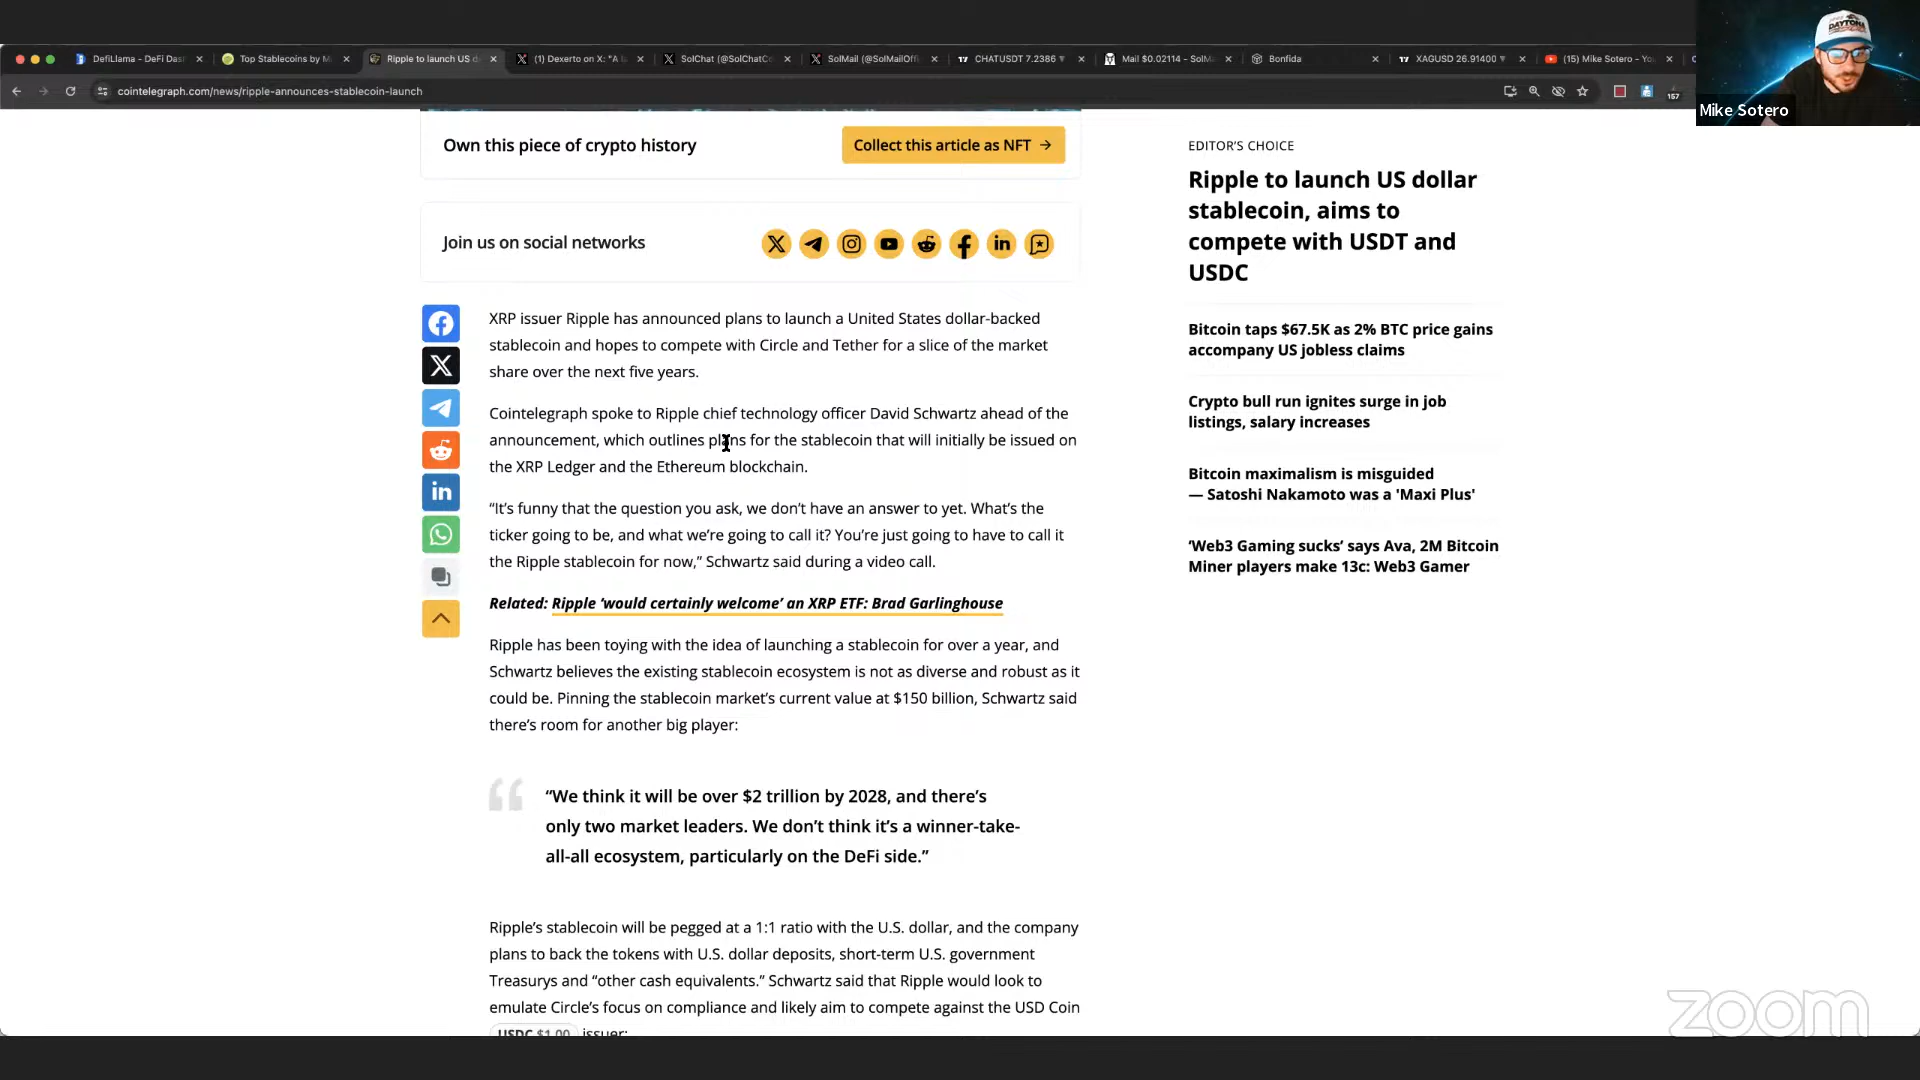 DefiLlama - DeFi Das
Top Stablecoins by M
Ripple to launch US d
(1) Dexerto on X: "A
SolChat (@SolChatC
SolMail (@SolMailOffi
CHATUSDT 7.2386
Mail $0.02114 - SolM
Bonfida
XAGUSD 26.91400
(15) Mike Sotero - Yo
cointelegraph.com/news/ripple-announces-stablecoin-launch
157
Mike Sotero
Own this piece of crypto history
Collect this article as NFT →
Join us on social networks
XRP issuer Ripple has announced plans to launch a United States dollar-backed
stablecoin and hopes to compete with Circle and Tether for a slice of the market
share over the next five years.
Cointelegraph spoke to Ripple chief technology officer David Schwartz ahead of the
announcement, which outlines plans for the stablecoin that will initially be issued on
the XRP Ledger and the Ethereum blockchain.
“It’s funny that the question you ask, we don’t have an answer to yet. What’s the
ticker going to be, and what we’re going to call it? You’re just going to have to call it
the Ripple stablecoin for now,” Schwartz said during a video call.
Related: Ripple ‘would certainly welcome’ an XRP ETF: Brad Garlinghouse
Ripple has been toying with the idea of launching a stablecoin for over a year, and
Schwartz believes the existing stablecoin ecosystem is not as diverse and robust as it
could be. Pinning the stablecoin market’s current value at $150 billion, Schwartz said
there’s room for another big player:
“We think it will be over $2 trillion by 2028, and there’s
only two market leaders. We don’t think it’s a winner-take-
all-all ecosystem, particularly on the DeFi side.”
Ripple’s stablecoin will be pegged at a 1:1 ratio with the U.S. dollar, and the company
plans to back the tokens with U.S. dollar deposits, short-term U.S. government
Treasurys and “other cash equivalents.” Schwartz said that Ripple would look to
emulate Circle’s focus on compliance and likely aim to compete against the USD Coin
USDC $1.00 issuer:
EDITOR’S CHOICE
Ripple to launch US dollar
stablecoin, aims to
compete with USDT and
USDC
Bitcoin taps $67.5K as 2% BTC price gains
accompany US jobless claims
Crypto bull run ignites surge in job
listings, salary increases
Bitcoin maximalism is misguided
— Satoshi Nakamoto was a 'Maxi Plus'
‘Web3 Gaming sucks’ says Ava, 2M Bitcoin
Miner players make 13c: Web3 Gamer
zoom